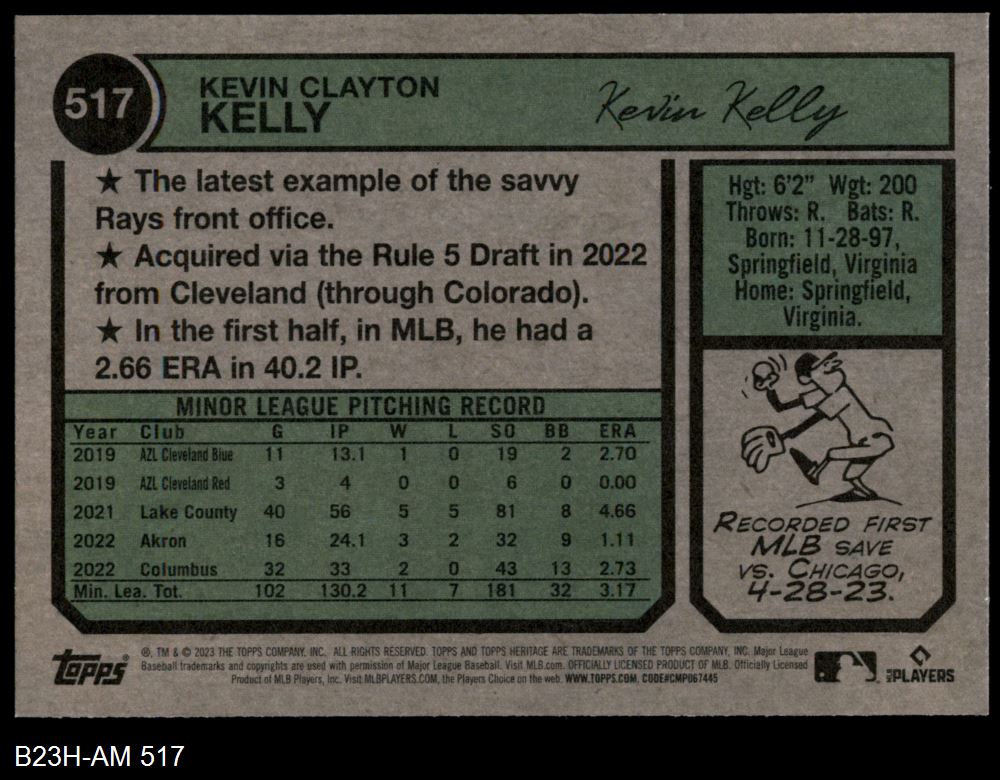 517
KEVIN CLAYTON
KELLY
Kevin Kelly
★ The latest example of the savvy
Rays front office.
★ Acquired via the Rule 5 Draft in 2022
from Cleveland (through Colorado).
★ In the first half, in MLB, he had a
2.66 ERA in 40.2 IP.
MINOR LEAGUE PITCHING RECORD
Year Club G IP W L SO BB ERA
2019 AZL Cleveland Blue 11 13.1 1 0 19 2 2.70
2019 AZL Cleveland Red 3 4 0 0 6 0 0.00
2021 Lake County 40 56 5 5 81 8 4.66
2022 Akron 16 24.1 3 2 32 9 1.11
2022 Columbus 32 33 2 0 43 13 2.73
Min. Lea. Tot. 102 130.2 11 7 181 32 3.17
Hgt: 6'2" Wgt: 200
Throws: R. Bats: R.
Born: 11-28-97,
Springfield, Virginia
Home: Springfield,
Virginia.
RECORDED FIRST
MLB SAVE
VS. CHICAGO,
4-28-23.
Topps
®, TM & © 2023 THE TOPPS COMPANY, INC. ALL RIGHTS RESERVED. TOPPS AND TOPPS HERITAGE ARE TRADEMARKS OF THE TOPPS COMPANY, INC. Major League
Baseball trademarks and copyrights are used with permission of Major League Baseball. Visit MLB.com. OFFICIALLY LICENSED PRODUCT OF MLB. Officially Licensed
Product of MLB Players, Inc. Visit MLBPLAYERS.COM, the Players Choice on the web. WWW.TOPPS.COM, CODE#CMP067445
MLB PLAYERS
B23H-AM 517